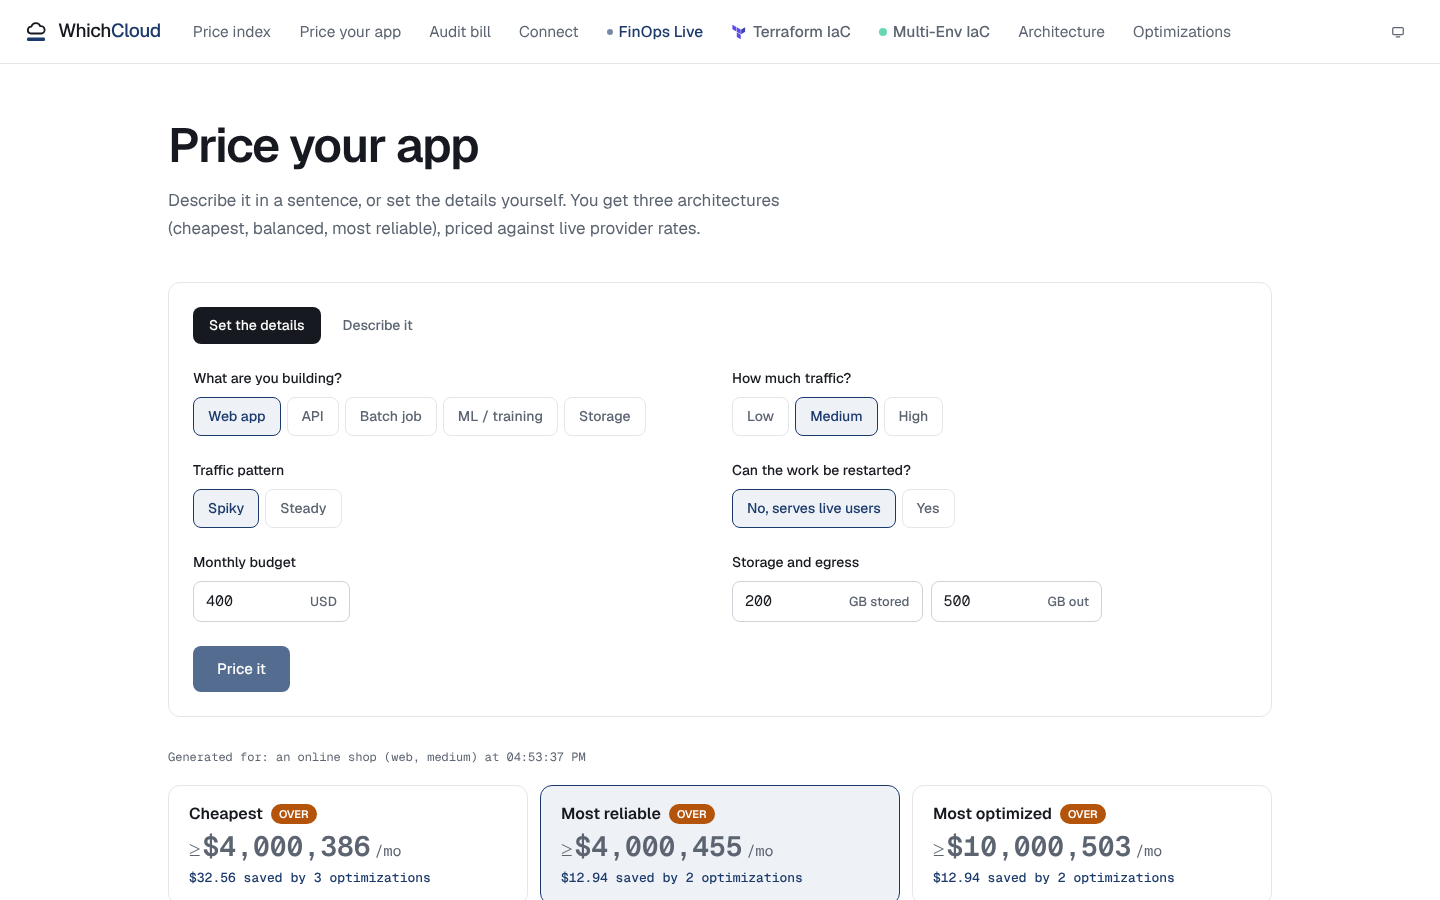 WhichCloud Price index Price your app Audit bill Connect FinOps Live Terraform IaC Multi-Env IaC Architecture Optimizations
Price your app
Describe it in a sentence, or set the details yourself. You get three architectures
(cheapest, balanced, most reliable), priced against live provider rates.
Set the details Describe it
What are you building?
Web app API Batch job ML / training Storage
How much traffic?
Low Medium High
Traffic pattern
Spiky Steady
Can the work be restarted?
No, serves live users Yes
Monthly budget
400 USD
Storage and egress
200 GB stored 500 GB out
Price it
Generated for: an online shop (web, medium) at 04:53:37 PM
Cheapest OVER
≥$4,000,386 /mo
$32.56 saved by 3 optimizations
Most reliable OVER
≥$4,000,455 /mo
$12.94 saved by 2 optimizations
Most optimized OVER
≥$10,000,503 /mo
$12.94 saved by 2 optimizations